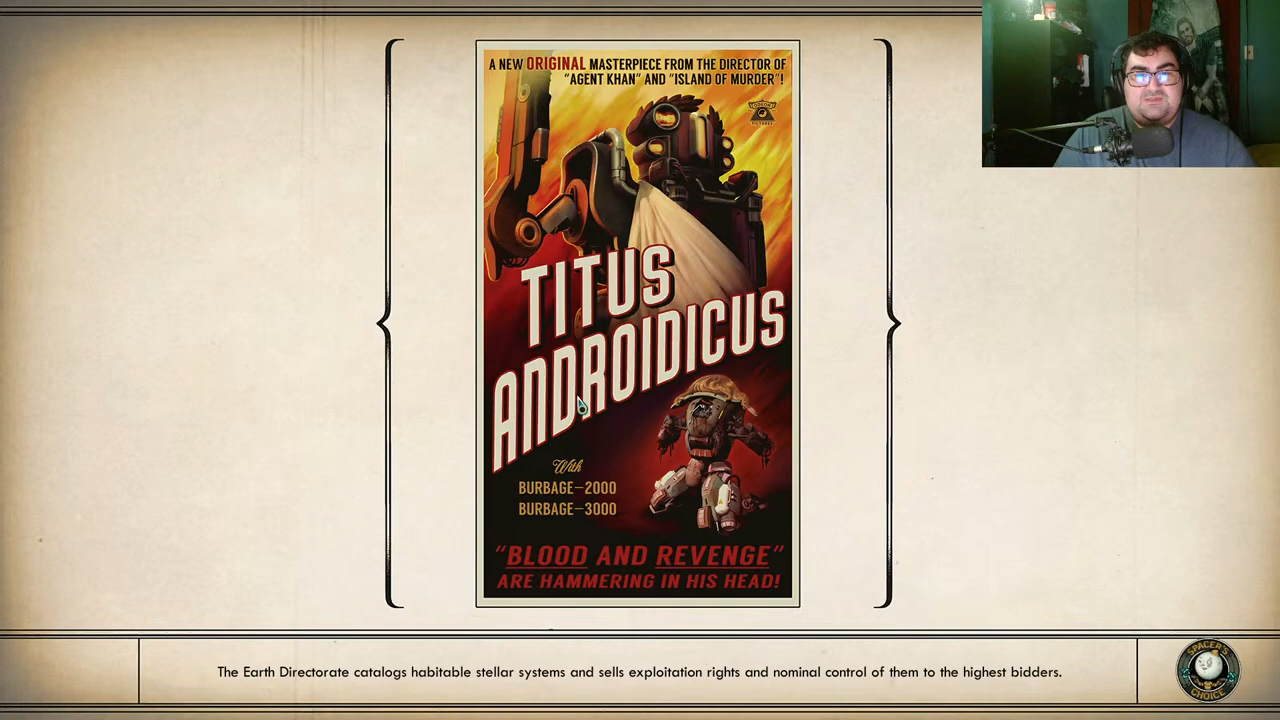 A NEW ORIGINAL MASTERPIECE FROM THE DIRECTOR OF
"AGENT KHAN" AND "ISLAND OF MURDER"!
TITUS
ANDROIDICUS
With
BURBAGE-2000
BURBAGE-3000
"BLOOD AND REVENGE"
ARE HAMMERING IN HIS HEAD!
The Earth Directorate catalogs habitable stellar systems and sells exploitation rights and nominal control of them to the highest bidders.
SPACER'S
CHOICE